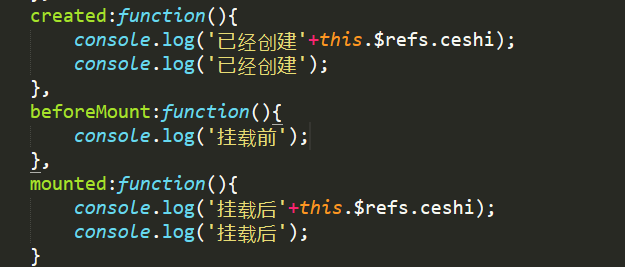 created:function(){
console.log('已经创建'+this.$refs.ceshi);
console.log('已经创建');
},
beforeMount:function(){
console.log('挂载前');
},
mounted:function(){
console.log('挂载后'+this.$refs.ceshi);
console.log('挂载后');
}